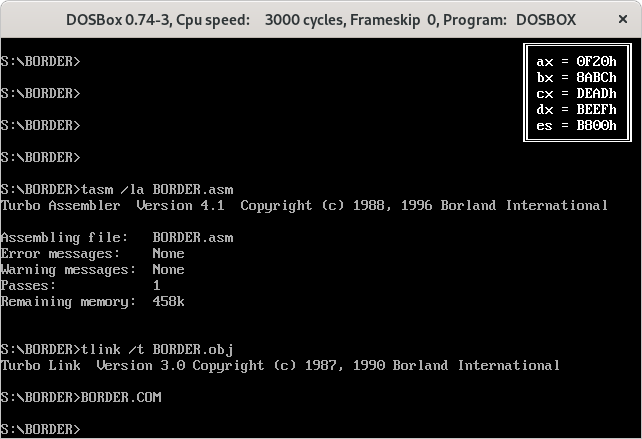 DOSBox 0.74-3, Cpu speed:    3000 cycles, Frameskip  0, Program:   DOSBOX
S:\BORDER>
S:\BORDER>
S:\BORDER>
S:\BORDER>
ax = 0F20h
bx = 8ABCh
cx = DEADh
dx = BEEFh
es = B800h
S:\BORDER>tasm /la BORDER.asm
Turbo Assembler  Version 4.1  Copyright (c) 1988, 1996 Borland International
Assembling file:   BORDER.asm
Error messages:    None
Warning messages:  None
Passes:            1
Remaining memory:  458k
S:\BORDER>tlink /t BORDER.obj
Turbo Link  Version 3.0 Copyright (c) 1987, 1990 Borland International
S:\BORDER>BORDER.COM
S:\BORDER>